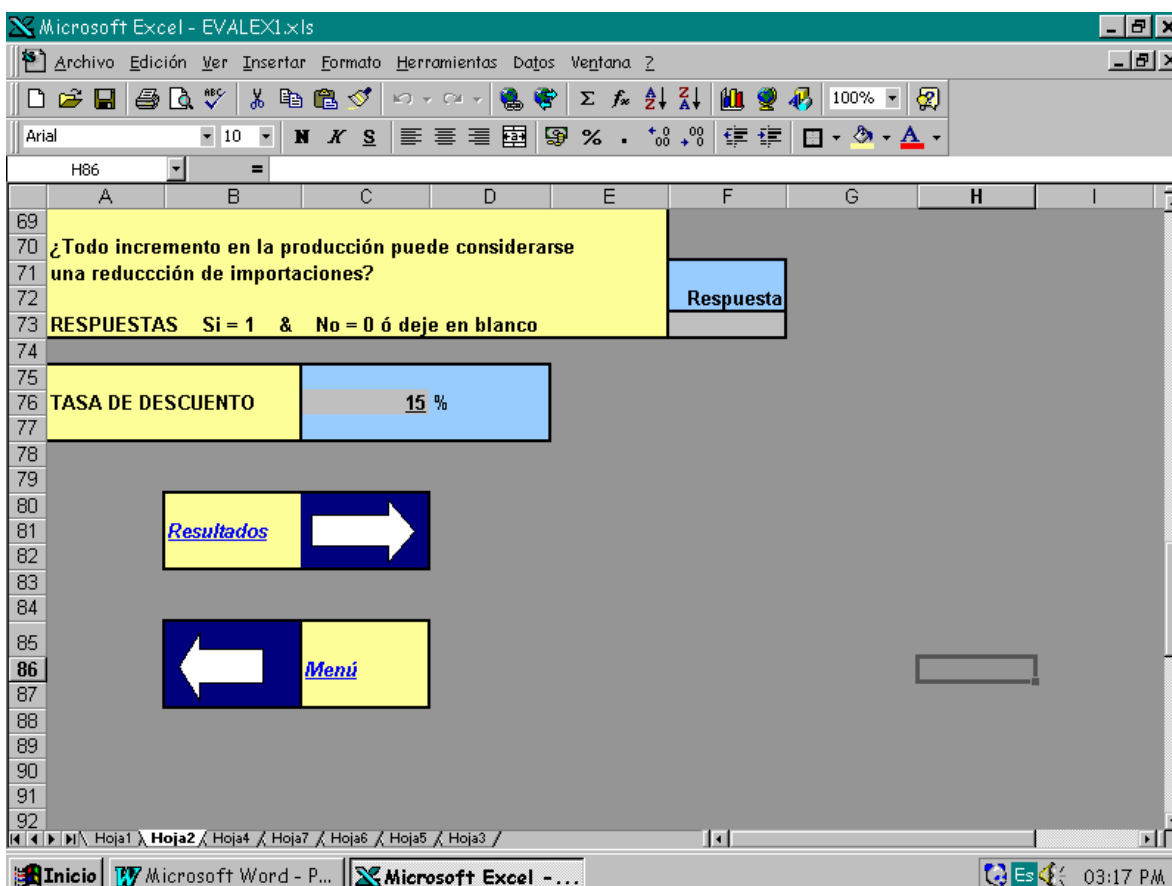 Microsoft Excel - EVALEX1.xls
Archivo Edición Ver Insertar Formato Herramientas Datos Ventana ?
100%
Arial 10 N K S
H86 =
A B C D E F G H I
69
70 ¿Todo incremento en la producción puede considerarse
71 una reduccción de importaciones?
72 Respuesta
73 RESPUESTAS Si = 1 & No = 0 ó deje en blanco
74
75
76 TASA DE DESCUENTO 15 %
77
78
79
80
81 Resultados
82
83
84
85
86 Menú
87
88
89
90
91
92
Hoja1 Hoja2 Hoja4 Hoja7 Hoja6 Hoja5 Hoja3
Inicio Microsoft Word - P... Microsoft Excel -... Es 03:17 PM